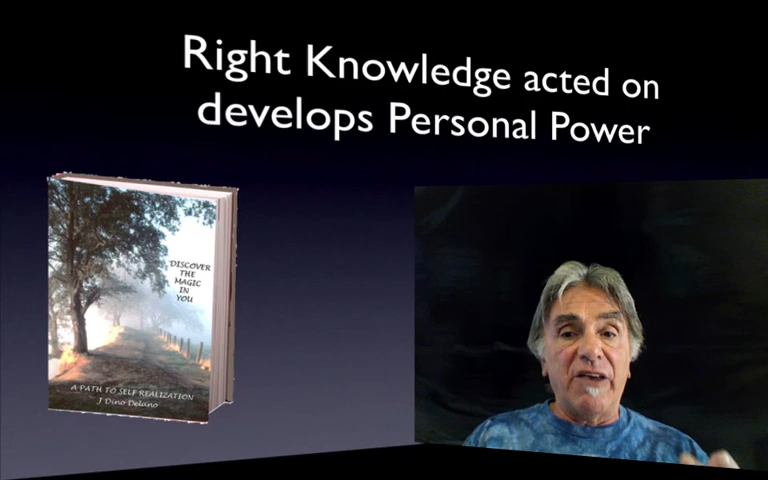 Right Knowledge acted on
develops Personal Power
DISCOVER
THE
MAGIC
IN
YOU
A PATH TO SELF REALIZATION
J Dino Delano